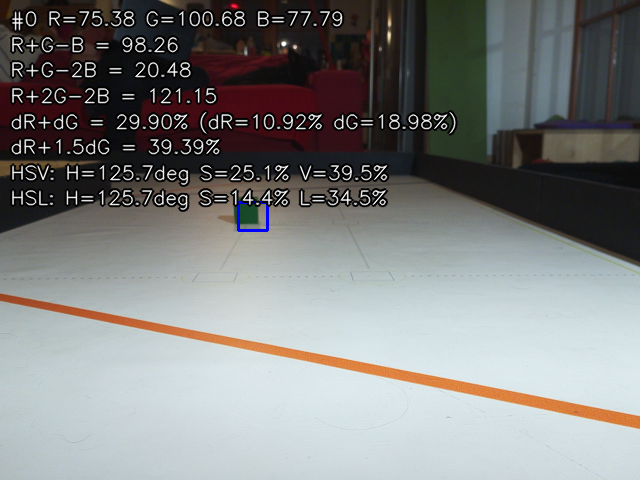 #0 R=75.38 G=100.68 B=77.79
R+G-B = 98.26
R+G-2B = 20.48
R+2G-2B = 121.15
dR+dG = 29.90% (dR=10.92% dG=18.98%)
dR+1.5dG = 39.39%
HSV: H=125.7deg S=25.1% V=39.5%
HSL: H=125.7deg S=14.4% L=34.5%